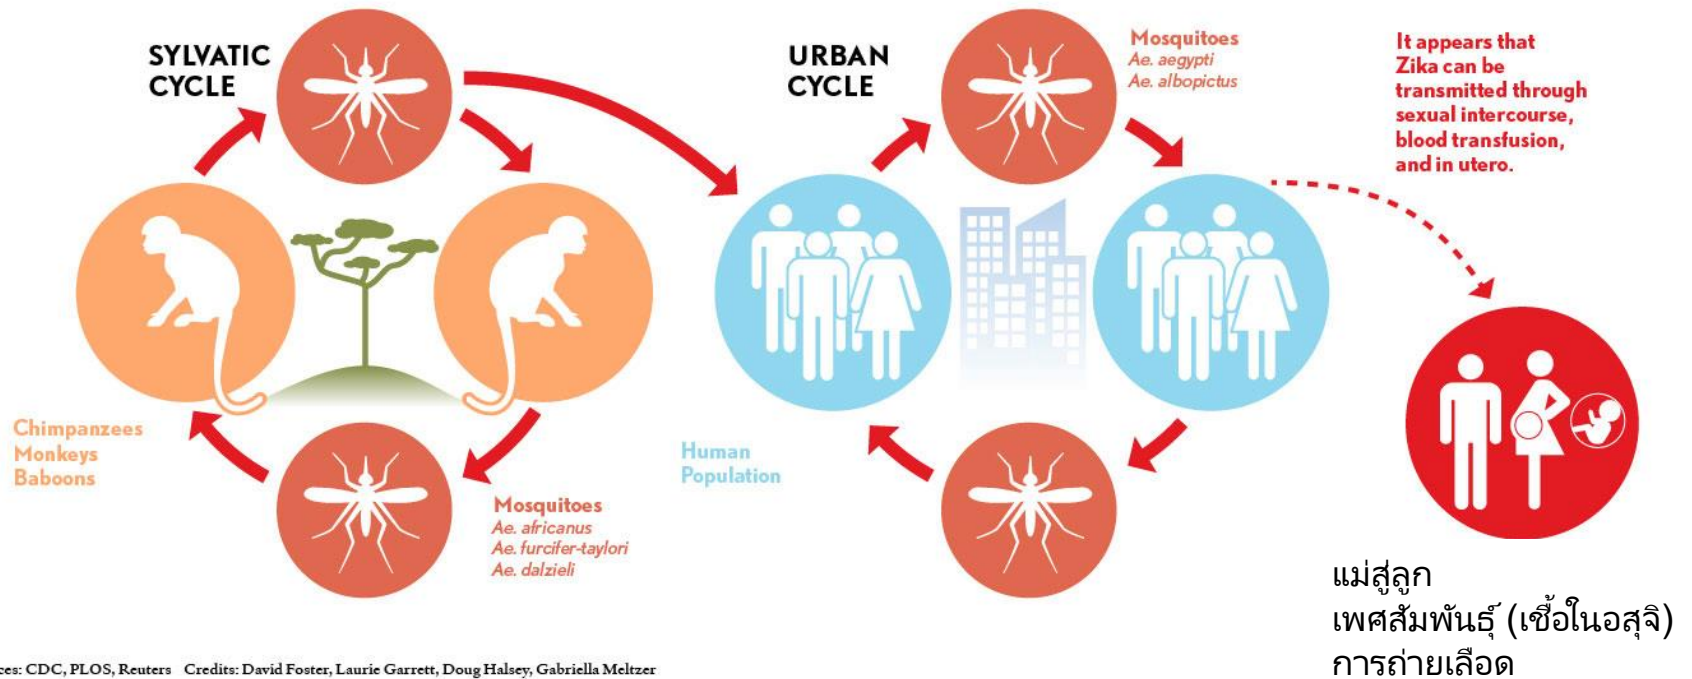 SYLVATIC
CYCLE
URBAN
CYCLE
Mosquitoes
Ae. aegypti
Ae. albopictus
It appears that
Zika can be
transmitted through
sexual intercourse,
blood transfusion,
and in utero.
Chimpanzees
Monkeys
Baboons
Mosquitoes
Ae. africanus
Ae. furcifer-taylori
Ae. dalzieli
Human
Population
แม่สู่ลูก
เพศสัมพันธุ์ (เชื้อในอสุจิ)
การถ่ายเลือด
ces: CDC, PLOS, Reuters Credits: David Foster, Laurie Garrett, Doug Halsey, Gabriella Meltzer